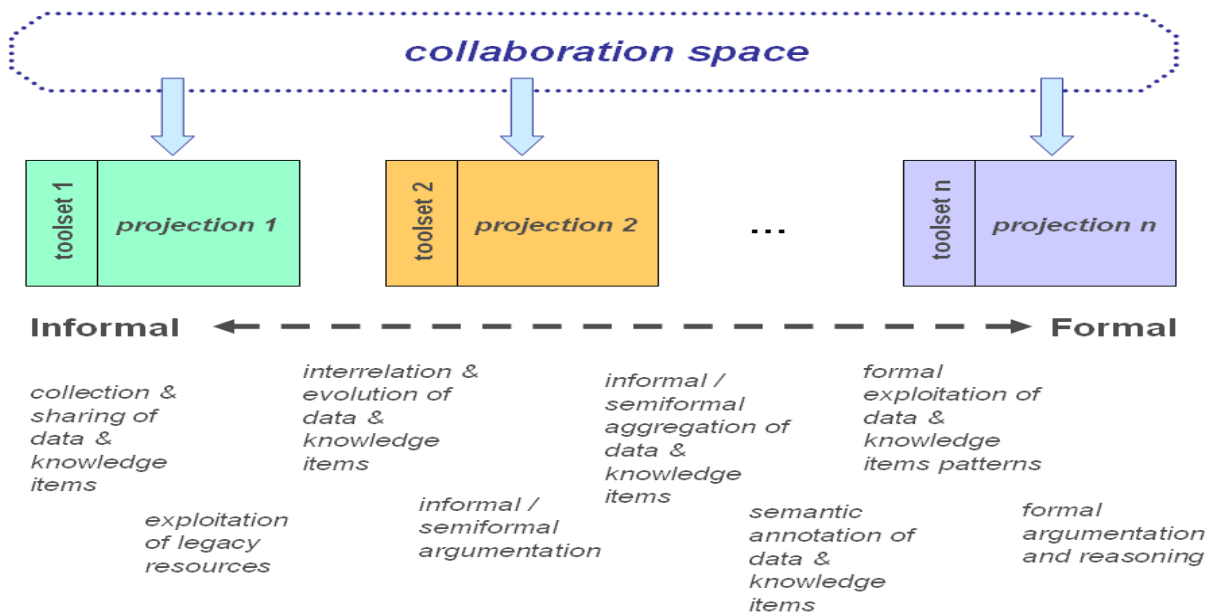 collaboration space
toolset 1
projection 1
toolset 2
projection 2
...
toolset n
projection n
Informal
Formal
collection &
sharing of
data &
knowledge
items
exploitation
of legacy
resources
interrelation &
evolution of
data &
knowledge
items
informal /
semiformal
argumentation
informal /
semiformal
aggregation of
data &
knowledge
items
semantic
annotation of
data &
knowledge
items
formal
exploitation of
data &
knowledge
items patterns
formal
argumentation
and reasoning